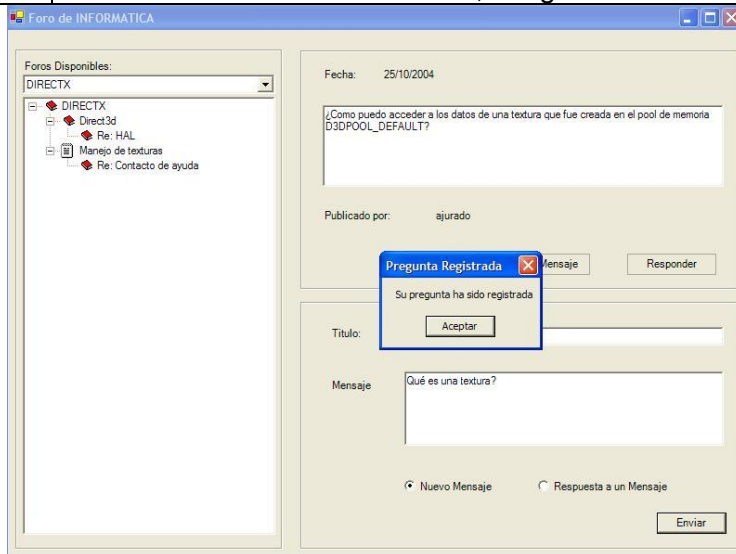 Foro de INFORMATICA
Foros Disponibles:
DIRECTX
DIRECTX
Direct3d
Re: HAL
Manejo de texturas
Re: Contacto de ayuda
Fecha: 25/10/2004
¿Como puedo acceder a los datos de una textura que fue creada en el pool de memoria
D3DPOOL_DEFAULT?
Publicado por: ajurado
Mensaje Responder
Pregunta Registrada
Su pregunta ha sido registrada
Aceptar
Titulo:
Mensaje
Qué es una textura?
Nuevo Mensaje Respuesta a un Mensaje
Enviar